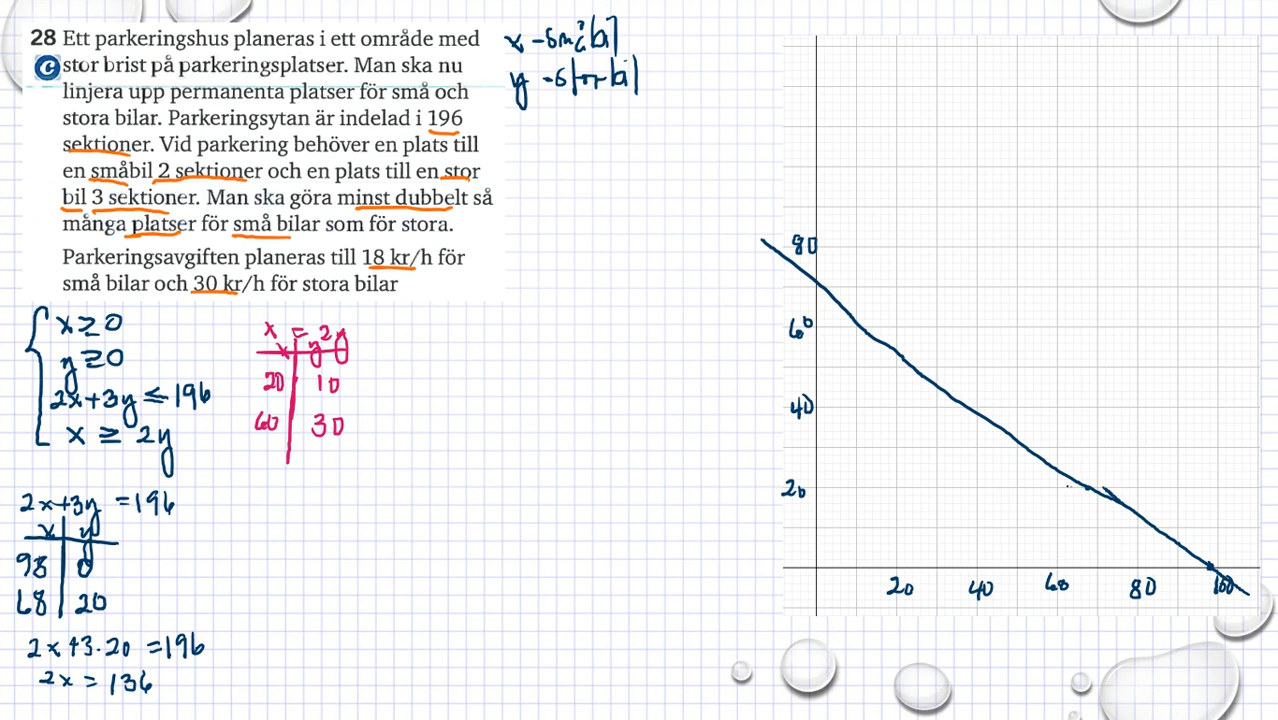 28 Ett parkeringshus planeras i ett område med
C stor brist på parkeringsplatser. Man ska nu
linjera upp permanenta platser för små och
stora bilar. Parkeringsytan är indelad i 196
sektioner. Vid parkering behöver en plats till
en småbil 2 sektioner och en plats till en stor
bil 3 sektioner. Man ska göra minst dubbelt så
många platser för små bilar som för stora.
Parkeringsavgiften planeras till 18 kr/h för
små bilar och 30 kr/h för stora bilar
x - små bil
y - stor bil
x ≥ 0
y ≥ 0
2x+3y ≤ 196
x ≥ 2y
x = 2y
x y
20 10
60 30
2x+3y = 196
x y
98 0
68 20
2x+3·20 = 196
2x = 136
80
60
40
20
20 40 60 80 100